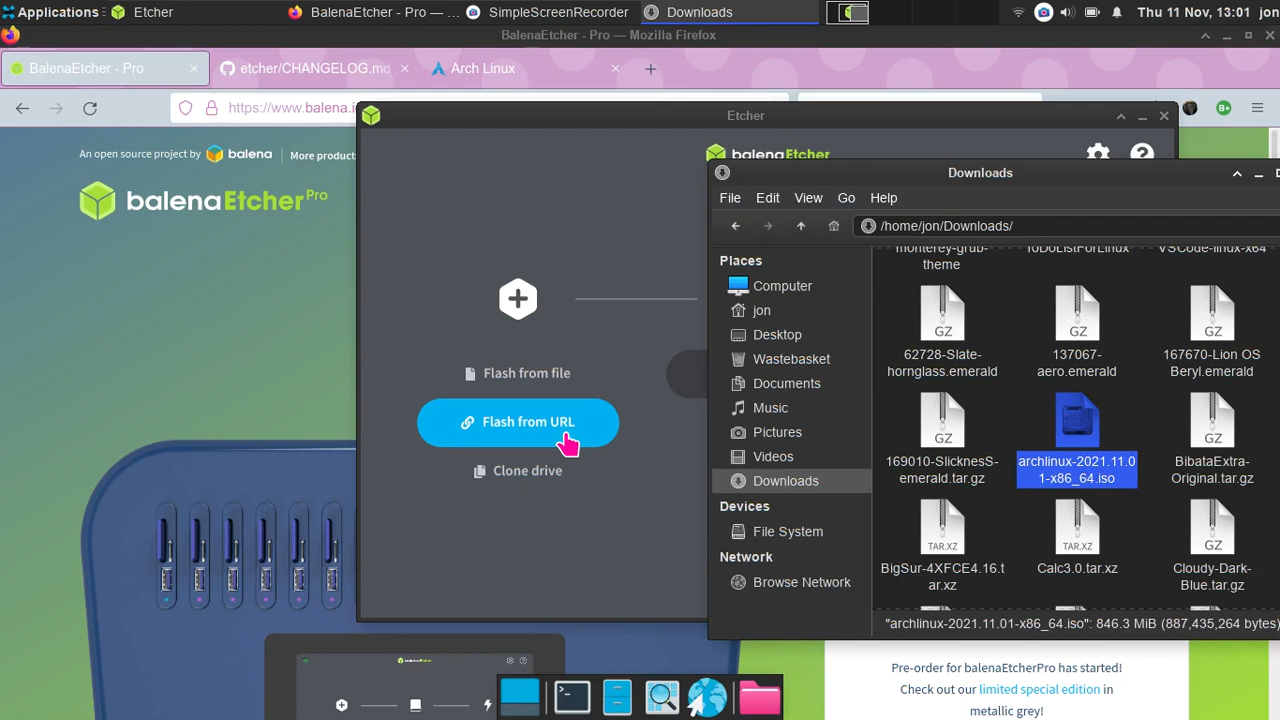 Applications
Etcher
BalenaEtcher - Pro — ...
SimpleScreenRecorder
Downloads
Thu 11 Nov, 13:01
jon
BalenaEtcher - Pro — Mozilla Firefox
BalenaEtcher - Pro
etcher/CHANGELOG.md
Arch Linux
https://www.balena.i
An open source project by
balena
More product
balenaEtcher Pro
Etcher
balenaEtcher
Flash from file
Flash from URL
Clone drive
Downloads
File
Edit
View
Go
Help
/home/jon/Downloads/
Places
Computer
jon
Desktop
Wastebasket
Documents
Music
Pictures
Videos
Downloads
Devices
File System
Network
Browse Network
monterey-grub-
theme
ToDoListForLinux
VSCode-linux-x64
GZ
GZ
GZ
62728-Slate-
hornglass.emerald
137067-
aero.emerald
167670-Lion OS
Beryl.emerald
GZ
GZ
169010-SlicknesS-
emerald.tar.gz
archlinux-2021.11.0
1-x86_64.iso
BibataExtra-
Original.tar.gz
TAR.XZ
TAR.XZ
GZ
BigSur-4XFCE4.16.t
ar.xz
Calc3.0.tar.xz
Cloudy-Dark-
Blue.tar.gz
"archlinux-2021.11.01-x86_64.iso": 846.3 MiB (887,435,264 bytes)
Pre-order for balenaEtcherPro has started!
Check out our limited special edition in
metallic grey!